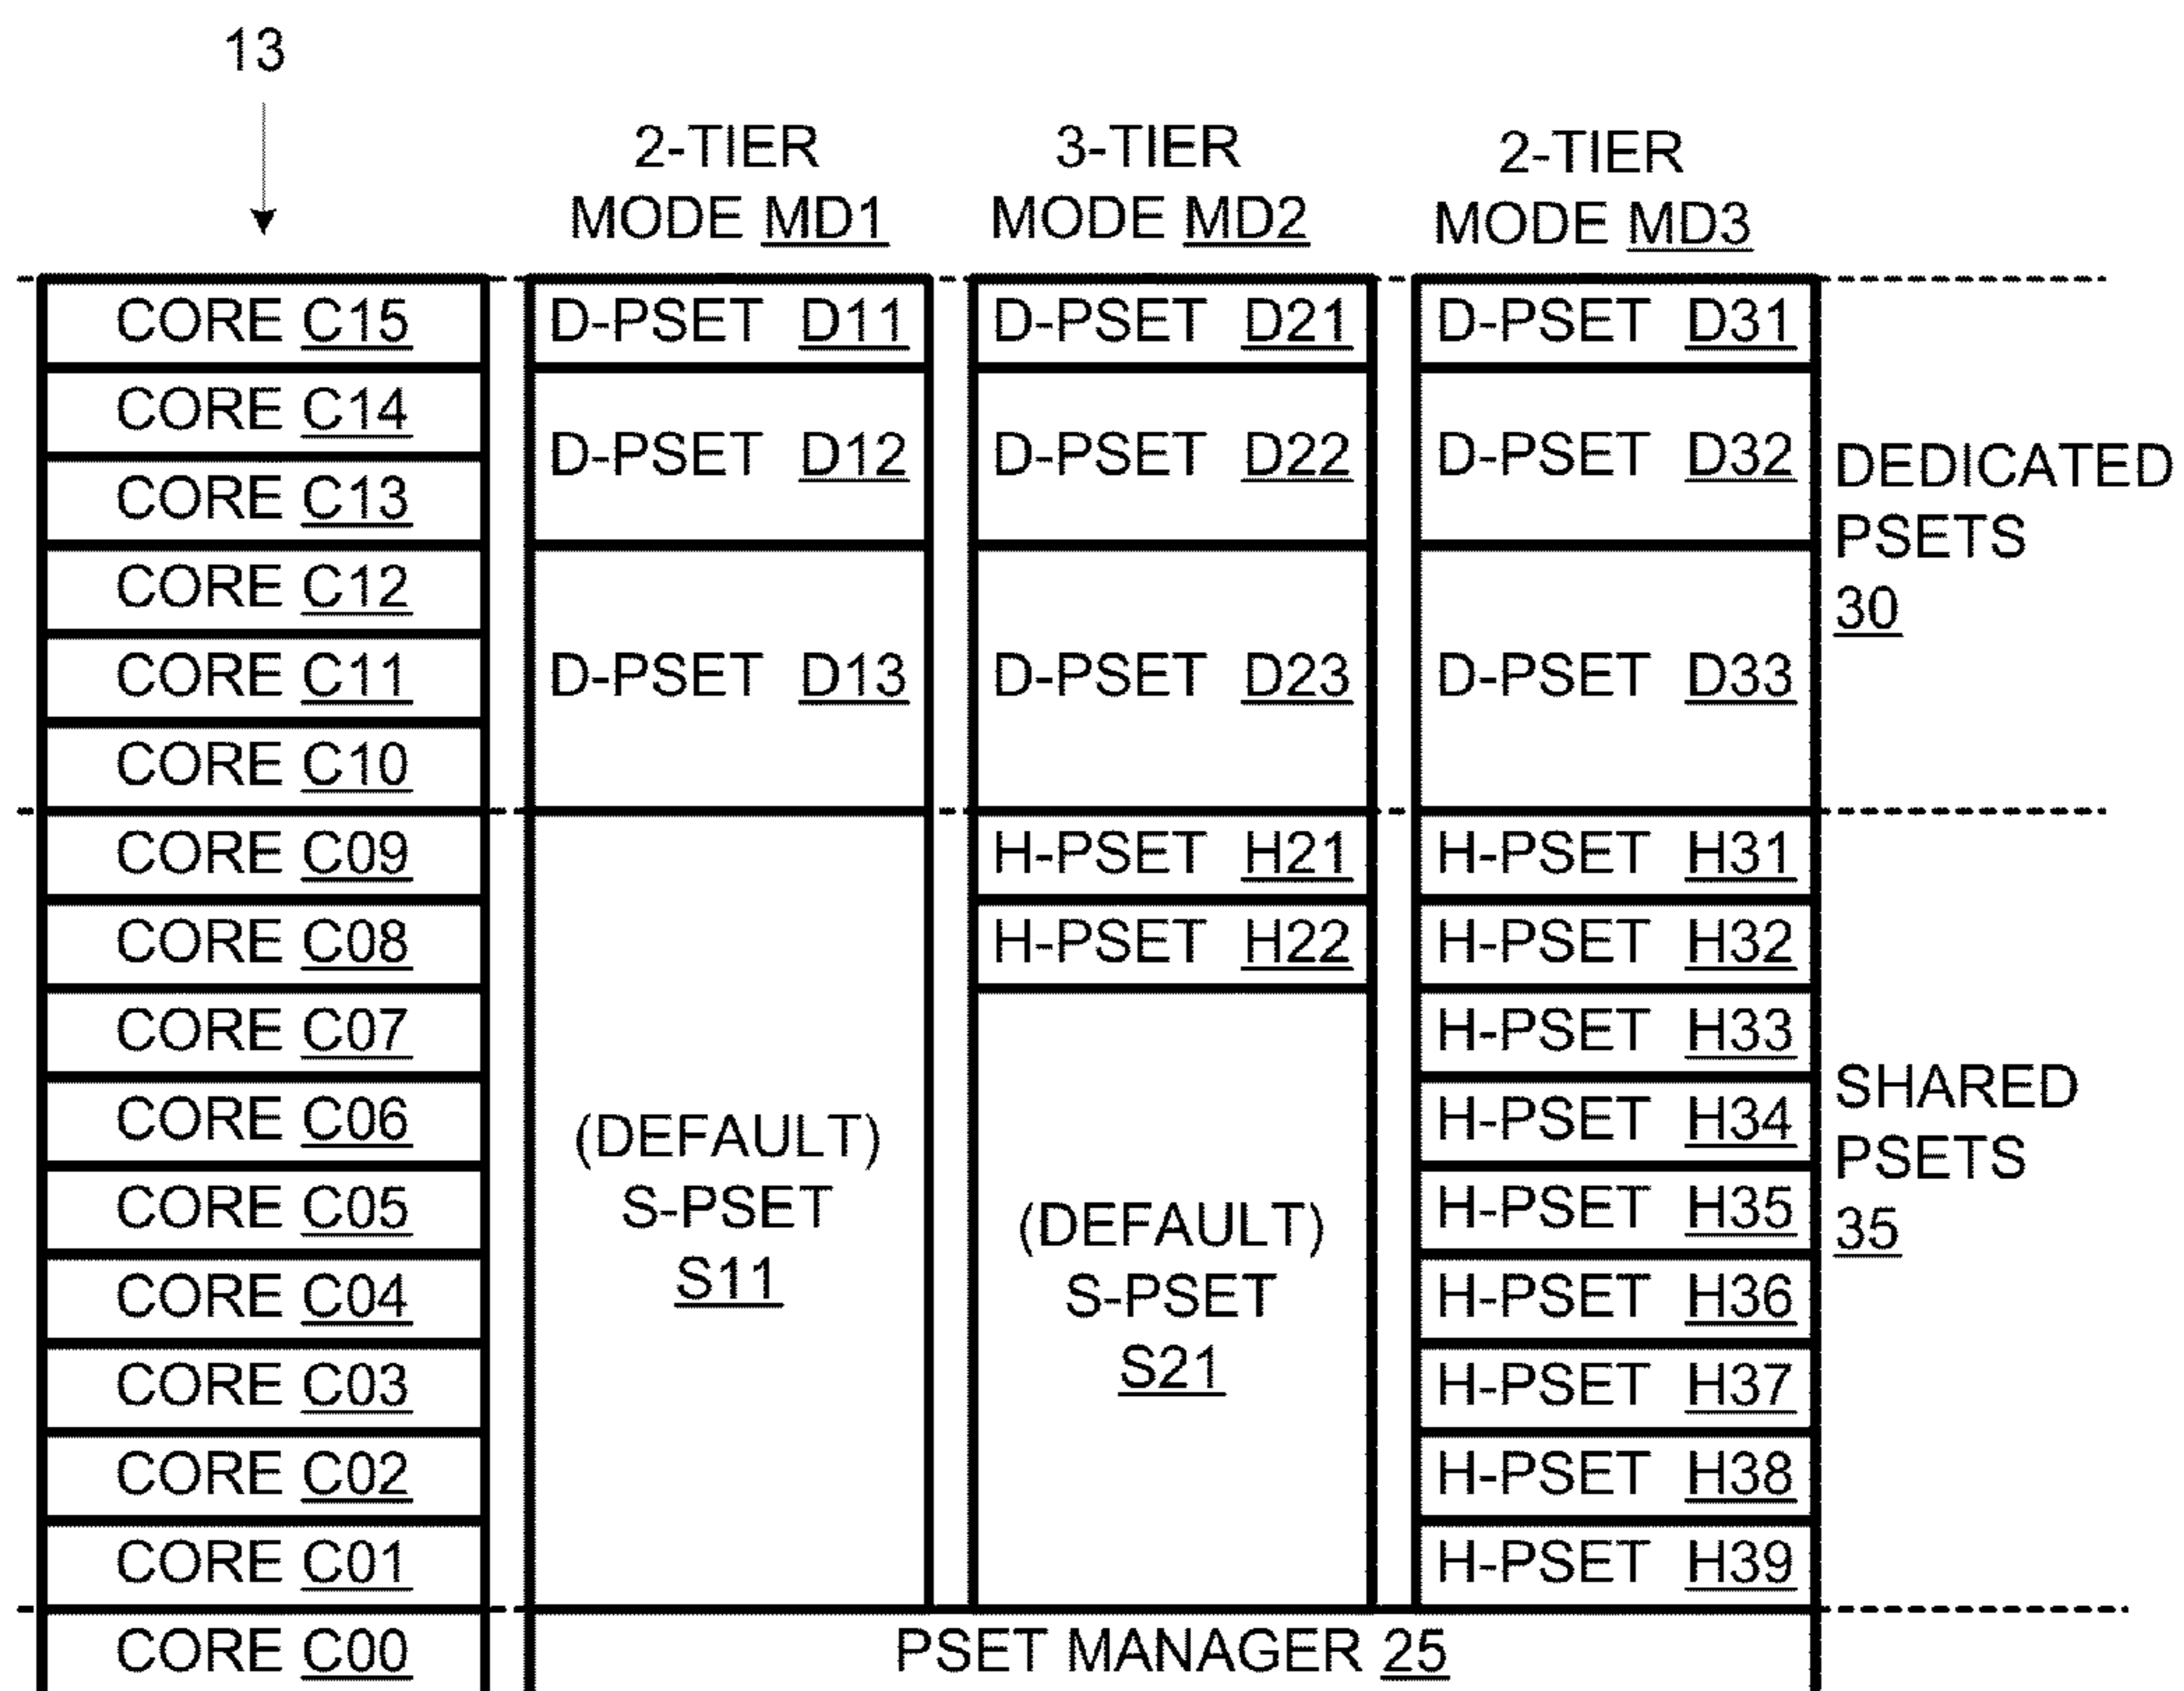 13
2-TIER
MODE MD1
3-TIER
MODE MD2
2-TIER
MODE MD3
CORE C15
CORE C14
CORE C13
CORE C12
CORE C11
CORE C10
CORE C09
CORE C08
CORE C07
CORE C06
CORE C05
CORE C04
CORE C03
CORE C02
CORE C01
CORE C00
D-PSET D11
D-PSET D12
D-PSET D13
(DEFAULT)
S-PSET
S11
D-PSET D21
D-PSET D22
D-PSET D23
H-PSET H21
H-PSET H22
(DEFAULT)
S-PSET
S21
D-PSET D31
D-PSET D32
D-PSET D33
H-PSET H31
H-PSET H32
H-PSET H33
H-PSET H34
H-PSET H35
H-PSET H36
H-PSET H37
H-PSET H38
H-PSET H39
PSET MANAGER 25
DEDICATED
PSETS
30
SHARED
PSETS
35